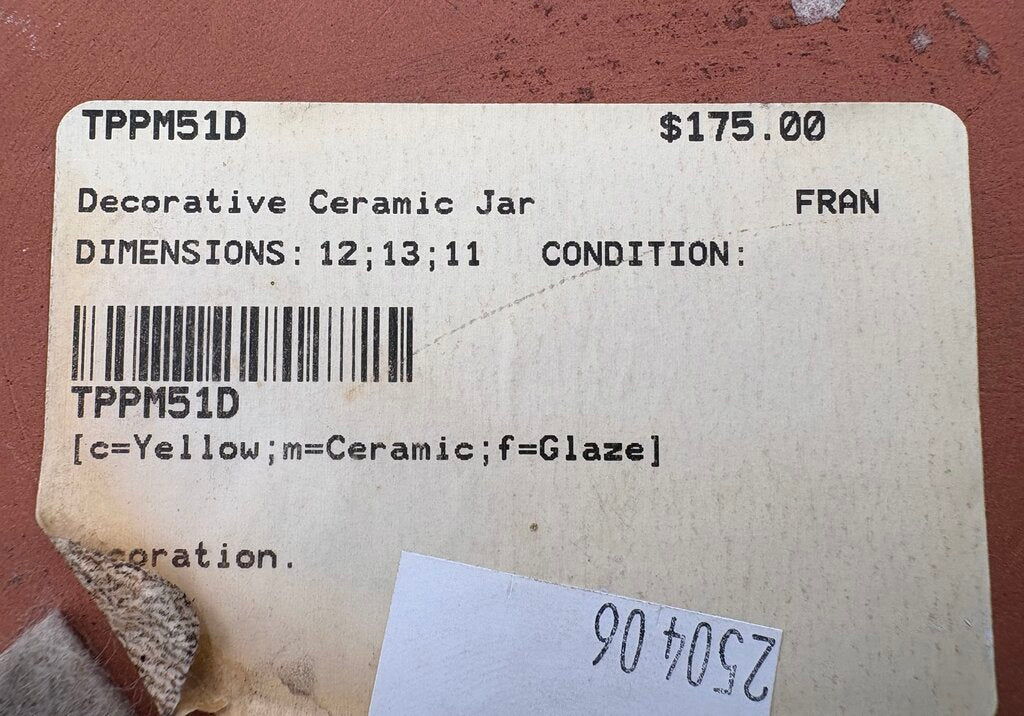 TPPM51D $175.00
Decorative Ceramic Jar FRAN
DIMENSIONS: 12;13;11 CONDITION:
TPPM51D
[c=Yellow;m=Ceramic;f=Glaze]
coration.
250406